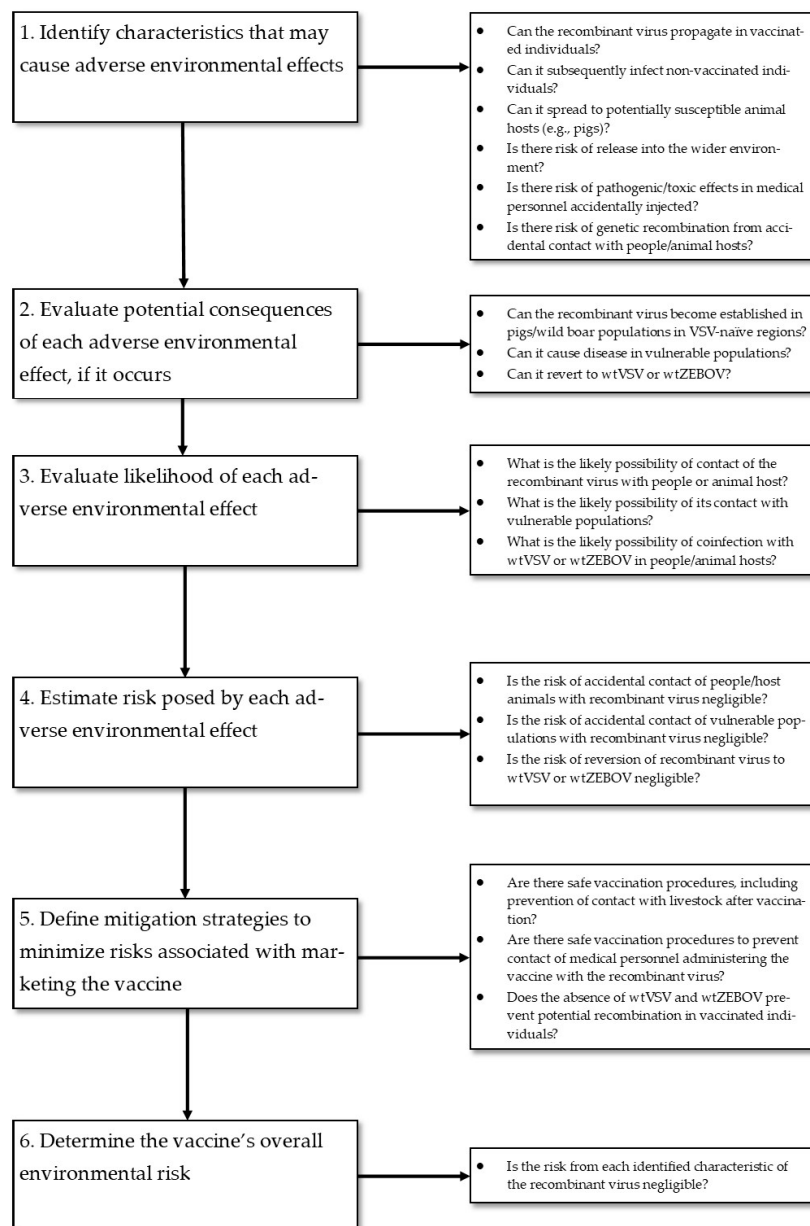 1. Identify characteristics that may
cause adverse environmental effects
● Can the recombinant virus propagate in vaccinat-
ed individuals?
● Can it subsequently infect non-vaccinated indi-
viduals?
● Can it spread to potentially susceptible animal
hosts (e.g., pigs)?
● Is there risk of release into the wider environ-
ment?
● Is there risk of pathogenic/toxic effects in medical
personnel accidentally injected?
● Is there risk of genetic recombination from acci-
dental contact with people/animal hosts?
2. Evaluate potential consequences
of each adverse environmental
effect, if it occurs
● Can the recombinant virus become established in
pigs/wild boar populations in VSV-naïve regions?
● Can it cause disease in vulnerable populations?
● Can it revert to wtVSV or wtZEBOV?
3. Evaluate likelihood of each ad-
verse environmental effect
● What is the likely possibility of contact of the
recombinant virus with people or animal host?
● What is the likely possibility of its contact with
vulnerable populations?
● What is the likely possibility of coinfection with
wtVSV or wtZEBOV in people/animal hosts?
4. Estimate risk posed by each ad-
verse environmental effect
● Is the risk of accidental contact of people/host
animals with recombinant virus negligible?
● Is the risk of accidental contact of vulnerable pop-
ulations with recombinant virus negligible?
● Is the risk of reversion of recombinant virus to
wtVSV or wtZEBOV negligible?
5. Define mitigation strategies to
minimize risks associated with mar-
keting the vaccine
● Are there safe vaccination procedures, including
prevention of contact with livestock after vaccina-
tion?
● Are there safe vaccination procedures to prevent
contact of medical personnel administering the
vaccine with the recombinant virus?
● Does the absence of wtVSV and wtZEBOV pre-
vent potential recombination in vaccinated indi-
viduals?
6. Determine the vaccine's overall
environmental risk
● Is the risk from each identified characteristic of
the recombinant virus negligible?